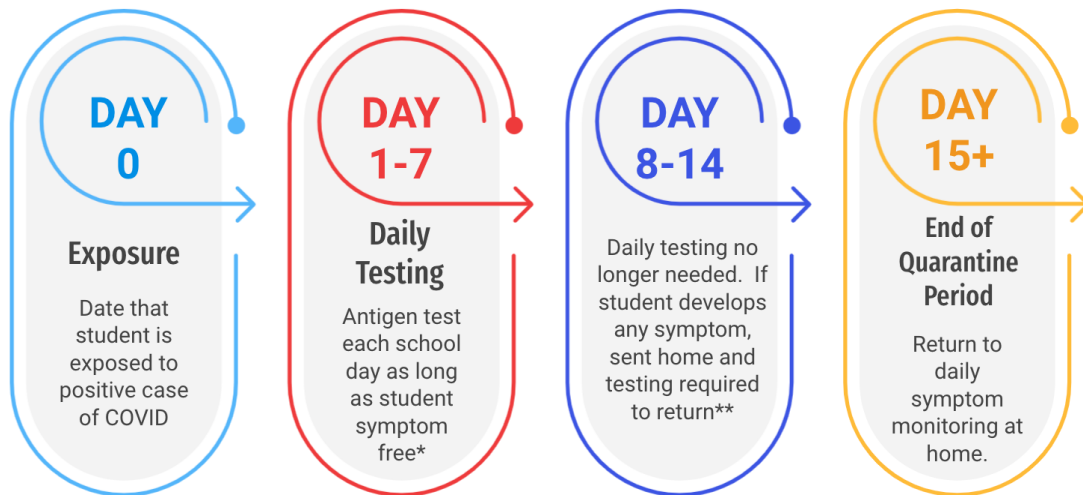 DAY
0
Exposure
Date that
student is
exposed to
positive case
of COVID
DAY
1-7
Daily
Testing
Antigen test
each school
day as long
as student
symptom
free*
DAY
8-14
Daily testing no
longer needed. If
student develops
any symptom,
sent home and
testing required
to return**
DAY
15+
End of
Quarantine
Period
Return to
daily
symptom
monitoring at
home.